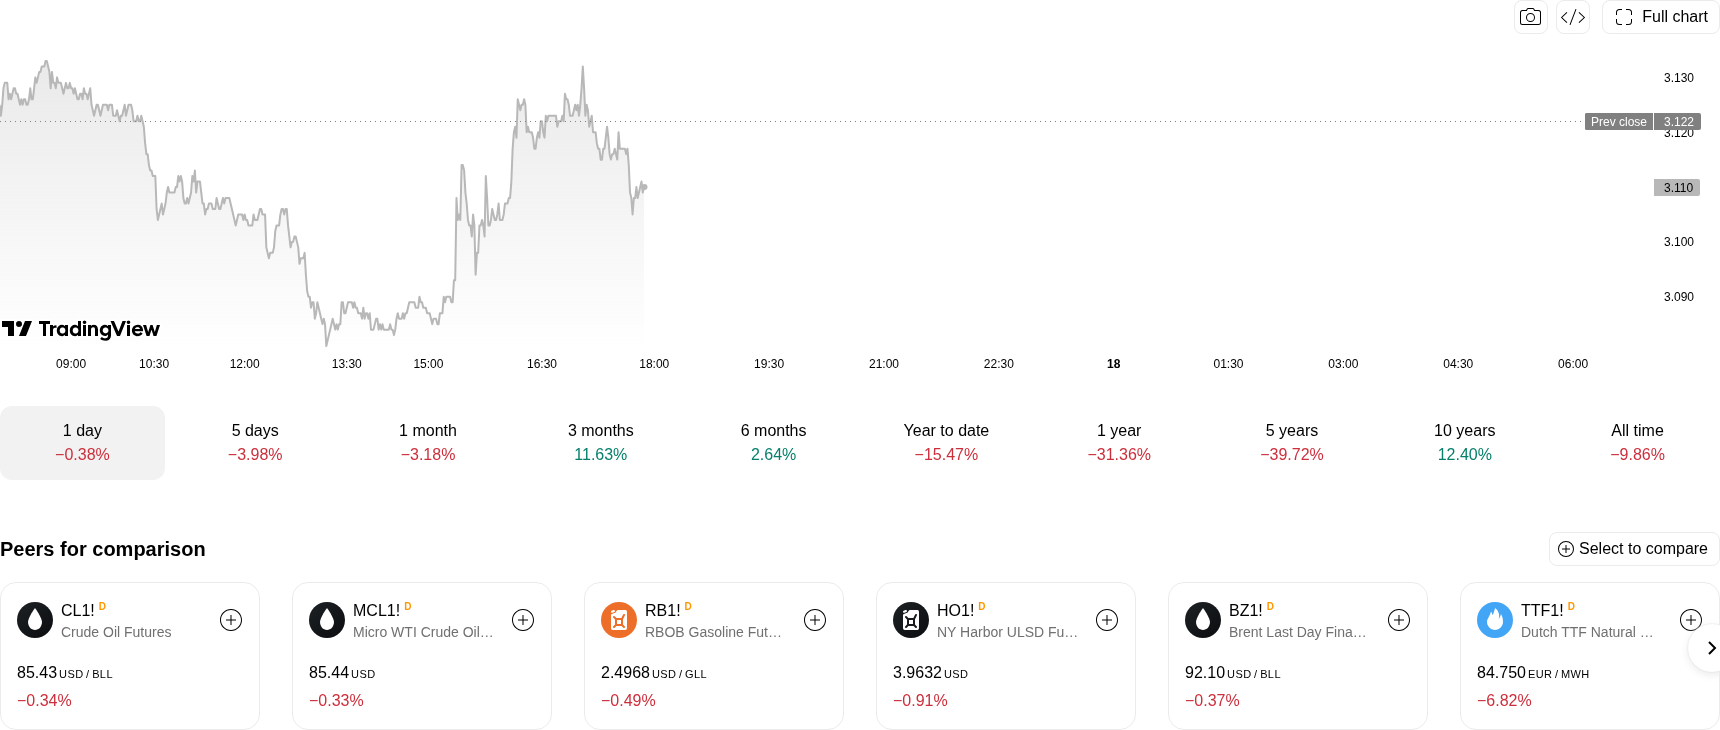 Full chart
3.130
Prev close 3.122
3.120
3.110
3.100
3.090
TradingView
09:00 10:30 12:00 13:30 15:00 16:30 18:00 19:30 21:00 22:30 18 01:30 03:00 04:30 06:00
1 day 5 days 1 month 3 months 6 months Year to date 1 year 5 years 10 years All time
−0.38% −3.98% −3.18% 11.63% 2.64% −15.47% −31.36% −39.72% 12.40% −9.86%
Peers for comparison
Select to compare
CL1! D
Crude Oil Futures
85.43 USD / BLL
−0.34%
MCL1! D
Micro WTI Crude Oil…
85.44 USD
−0.33%
RB1! D
RBOB Gasoline Fut…
2.4968 USD / GLL
−0.49%
HO1! D
NY Harbor ULSD Fu…
3.9632 USD
−0.91%
BZ1! D
Brent Last Day Fina…
92.10 USD / BLL
−0.37%
TTF1! D
Dutch TTF Natural …
84.750 EUR / MWH
−6.82%